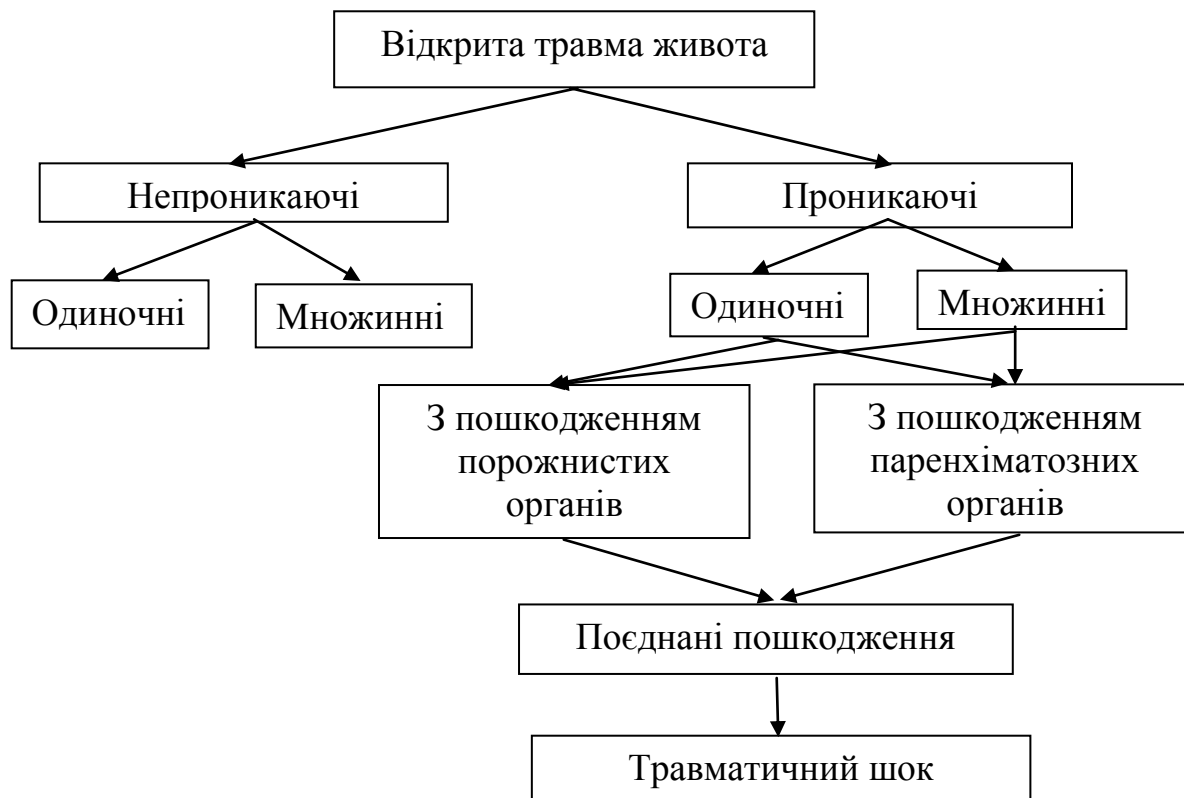 Відкрита травма живота
Непроникаючі
Проникаючі
Одиночні
Множинні
Одиночні
Множинні
З пошкодженням
порожнистих
органів
З пошкодженням
паренхіматозних
органів
Поєднані пошкодження
Травматичний шок